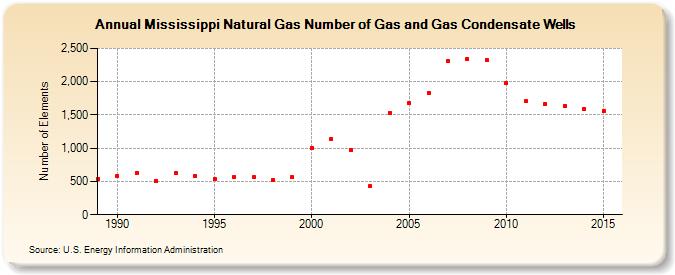 Annual Mississippi Natural Gas Number of Gas and Gas Condensate Wells
Number of Elements
2,500
2,000
1,500
1,000
500
0
1990 1995 2000 2005 2010 2015
Source: U.S. Energy Information Administration